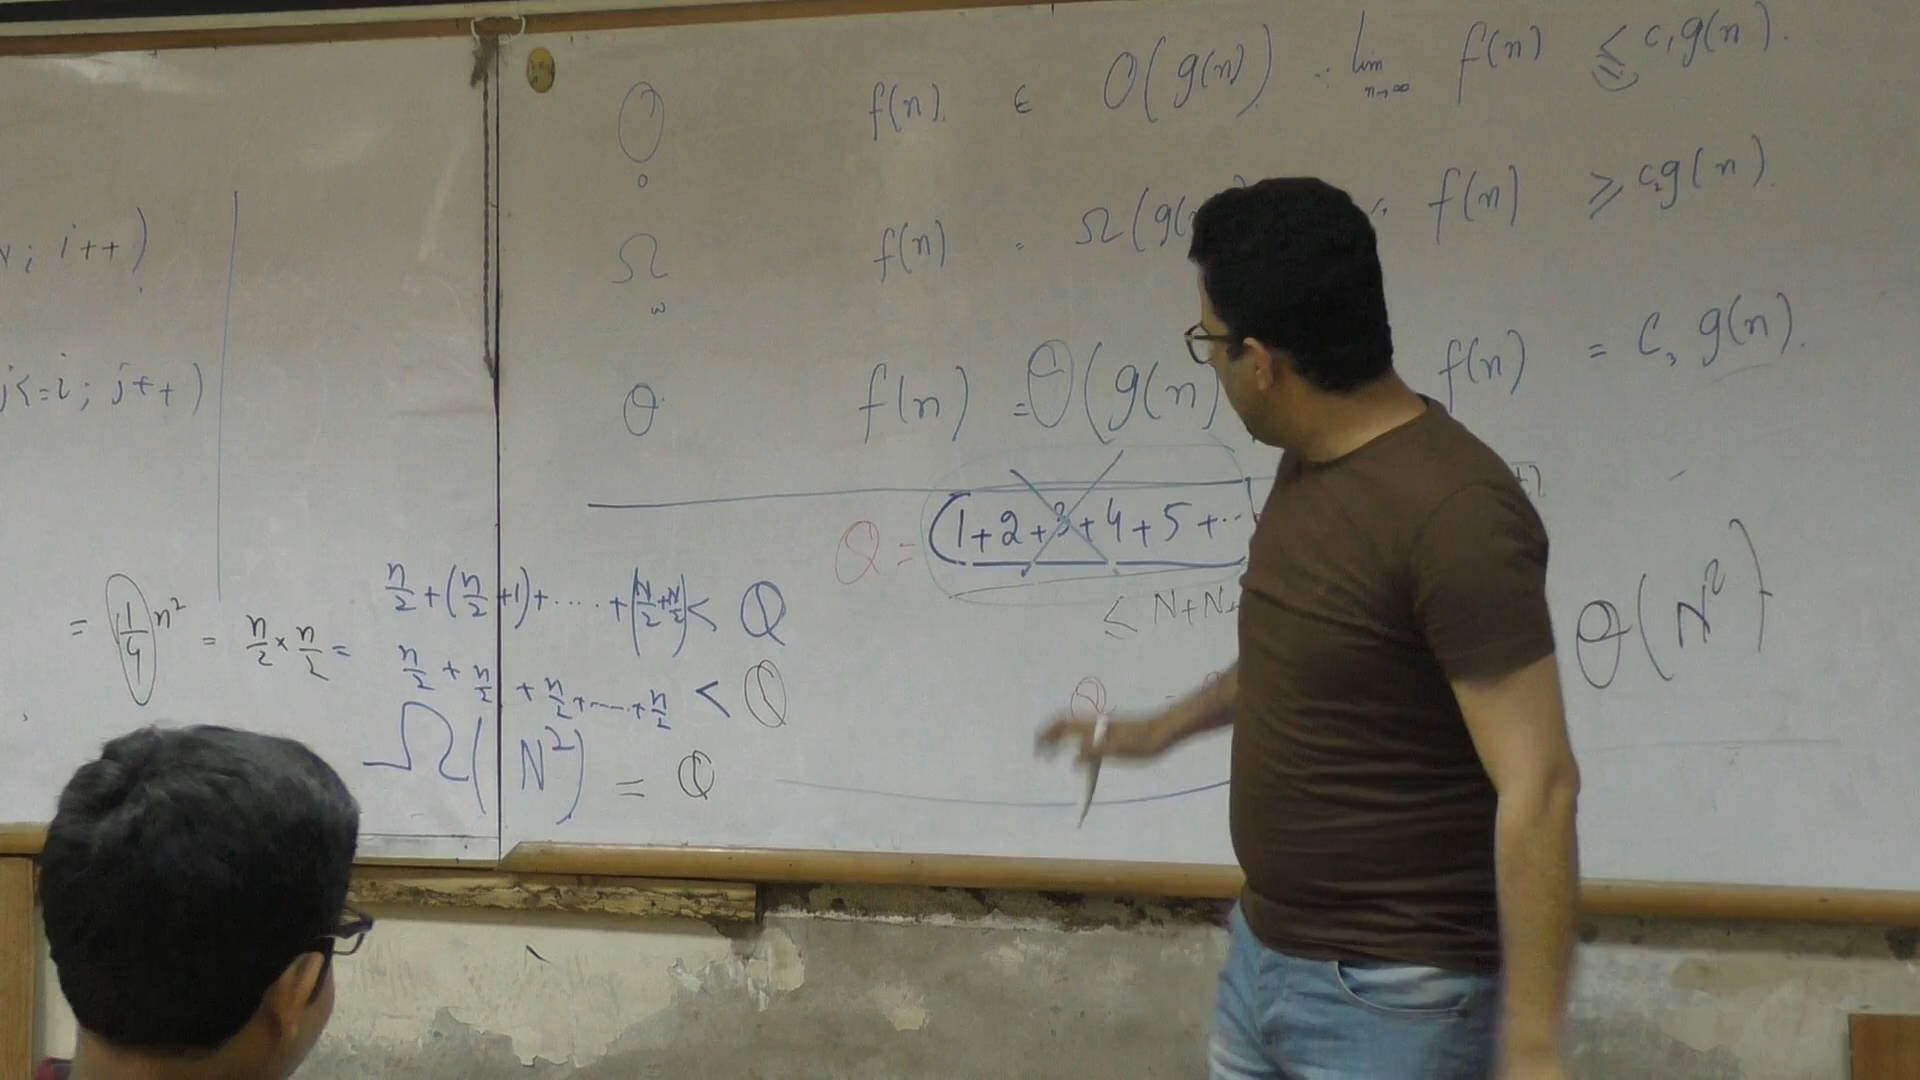 ; i++)
j<=i; j++)
= 1/4 n² = n/2 × n/2 =
n/2 + (n/2 +1) + .... + (N/2 + N/2) < Q
n/2 + n/2 + n/2 + .... + n/2 < Q
Ω(N²) = Q
O f(n) ∈ O(g(n)) : lim n→∞ f(n) ≤ c₁g(n).
o
Ω f(n) = Ω(g( f(n) ≥ c₂g(n).
ω
θ f(n) = θ(g(n) f(n) = C₃ g(n).
Q = (1+2+3+4+5+...
≤ N+N+
Q =
θ(N²)